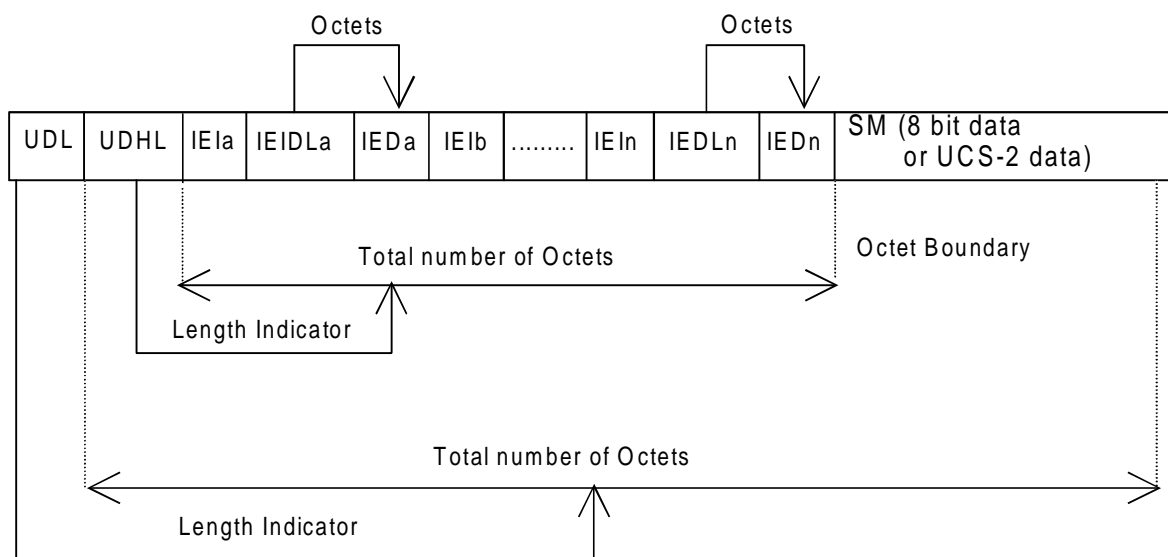 Octets Octets
UDL UDHL IEIa IEIDLa IEDa IEIb ......... IEIn IEDLn IEDn SM (8 bit data
or UCS-2 data)
Total number of Octets Octet Boundary
Length Indicator
Total number of Octets
Length Indicator